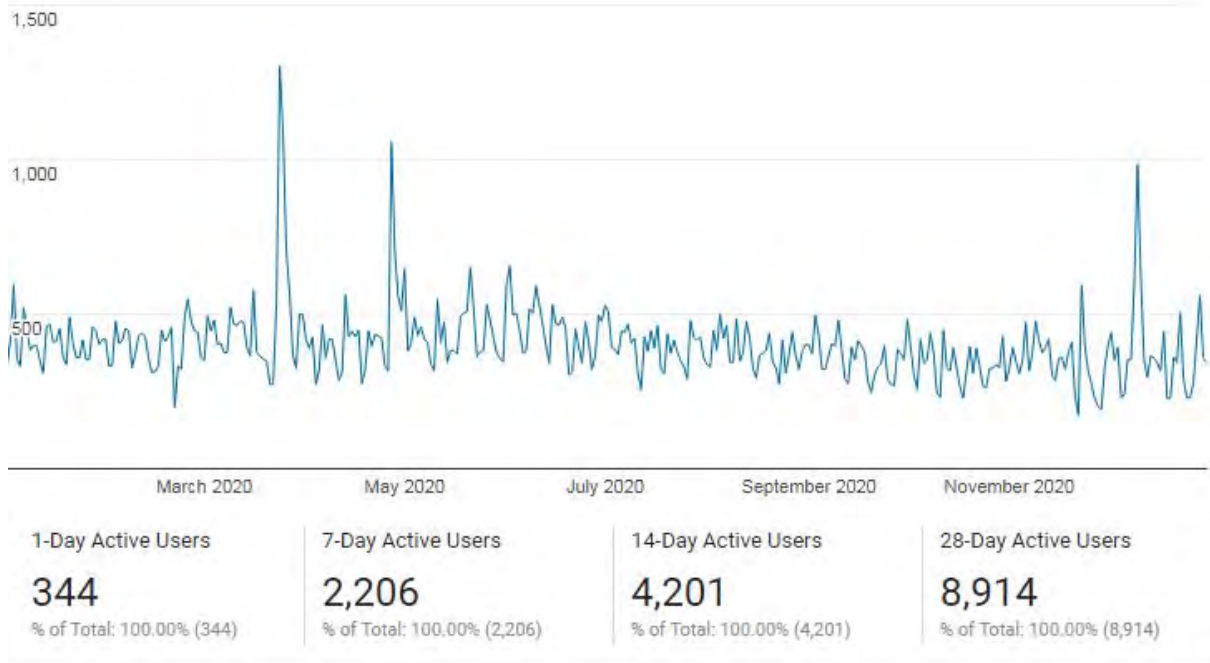 1,500
1,000
500
March 2020 May 2020 July 2020 September 2020 November 2020
1-Day Active Users 7-Day Active Users 14-Day Active Users 28-Day Active Users
344 2,206 4,201 8,914
% of Total: 100.00% (344) % of Total: 100.00% (2,206) % of Total: 100.00% (4,201) % of Total: 100.00% (8,914)